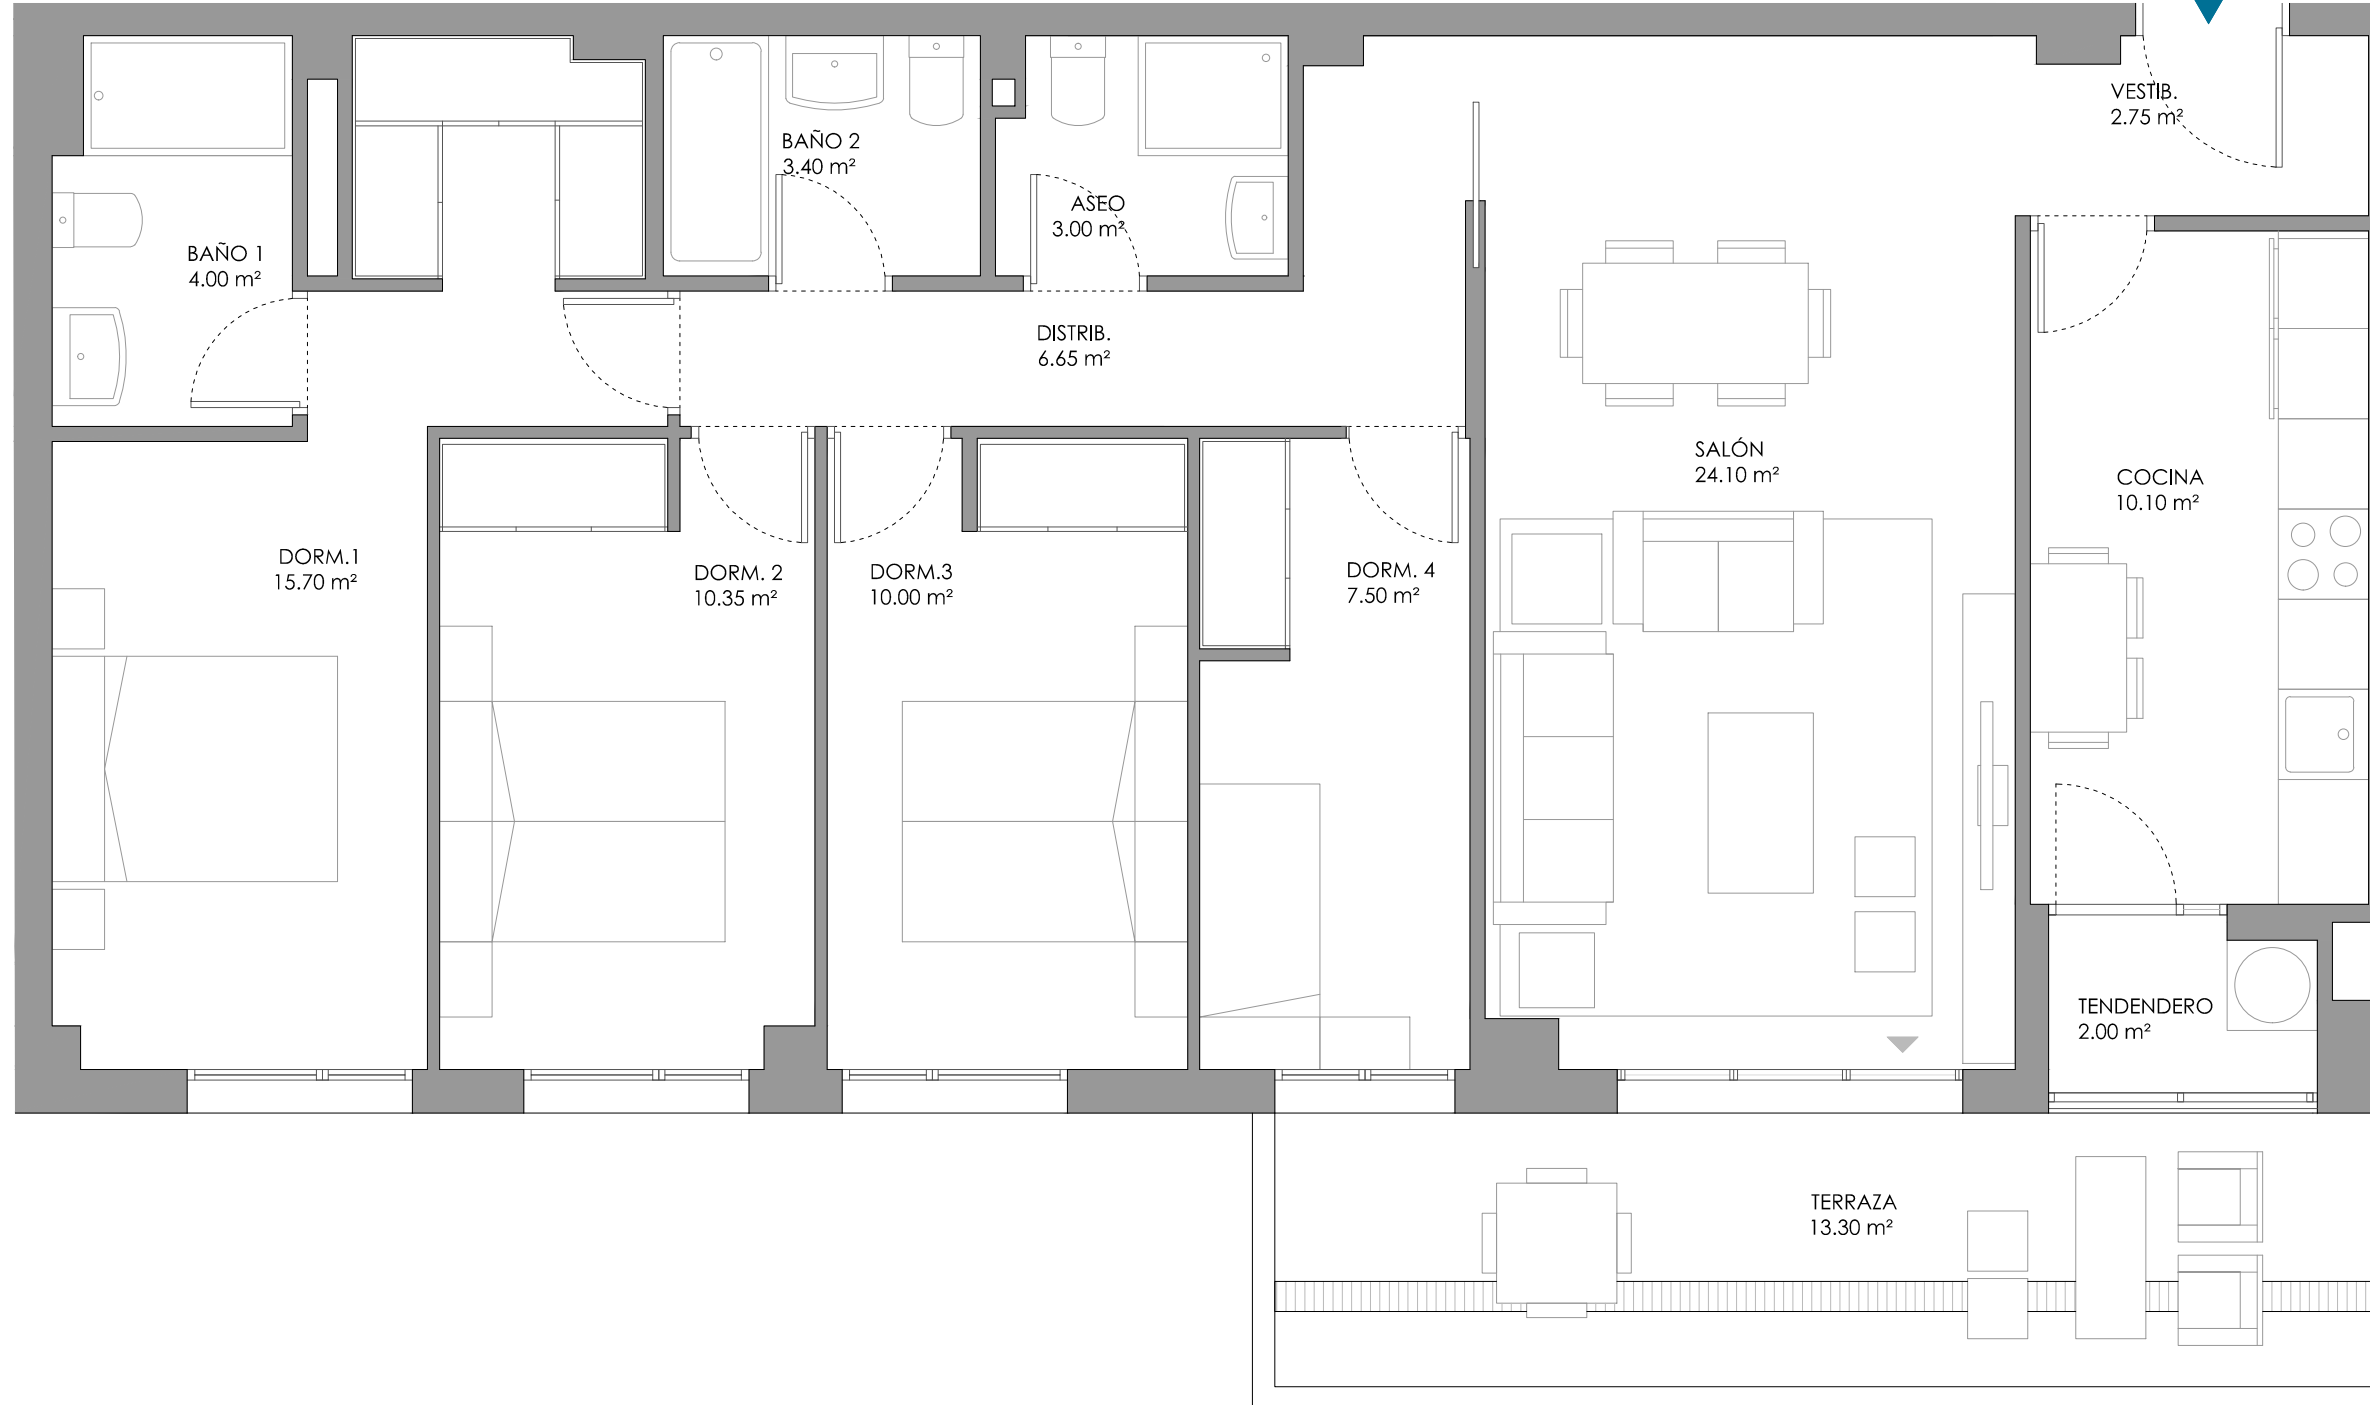 VESTIB.
2.75 m²
BAÑO 2
3.40 m²
ASEO
3.00 m²
BAÑO 1
4.00 m²
DISTRIB.
6.65 m²
SALÓN
24.10 m²
COCINA
10.10 m²
DORM.1
15.70 m²
DORM. 2
10.35 m²
DORM.3
10.00 m²
DORM. 4
7.50 m²
TENDENDERO
2.00 m²
TERRAZA
13.30 m²